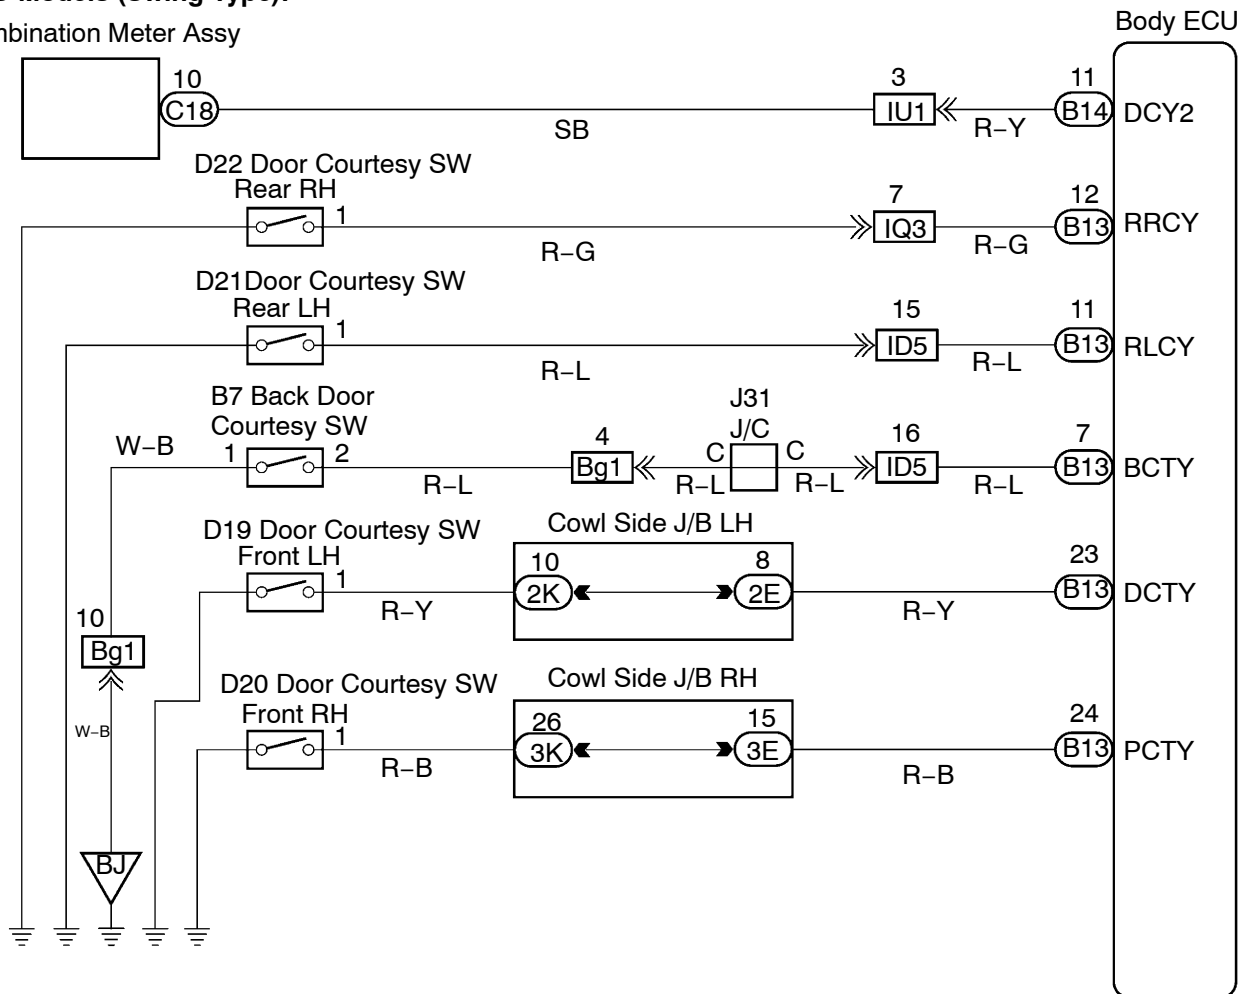 Models (Swing Type):
Body ECU
mbination Meter Assy
10
C18
SB
3
IU1
R–Y
11
B14
DCY2
D22 Door Courtesy SW
Rear RH
1
R–G
7
IQ3
R–G
12
B13
RRCY
D21Door Courtesy SW
Rear LH
1
R–L
15
ID5
R–L
11
B13
RLCY
B7 Back Door
Courtesy SW
W–B
1
2
R–L
4
Bg1
R–L
C
J31
J/C
C
R–L
16
ID5
R–L
7
B13
BCTY
D19 Door Courtesy SW
Front LH
1
R–Y
Cowl Side J/B LH
10
2K
8
2E
R–Y
23
B13
DCTY
10
Bg1
W–B
BJ
D20 Door Courtesy SW
Front RH
1
R–B
Cowl Side J/B RH
26
3K
15
3E
R–B
24
B13
PCTY